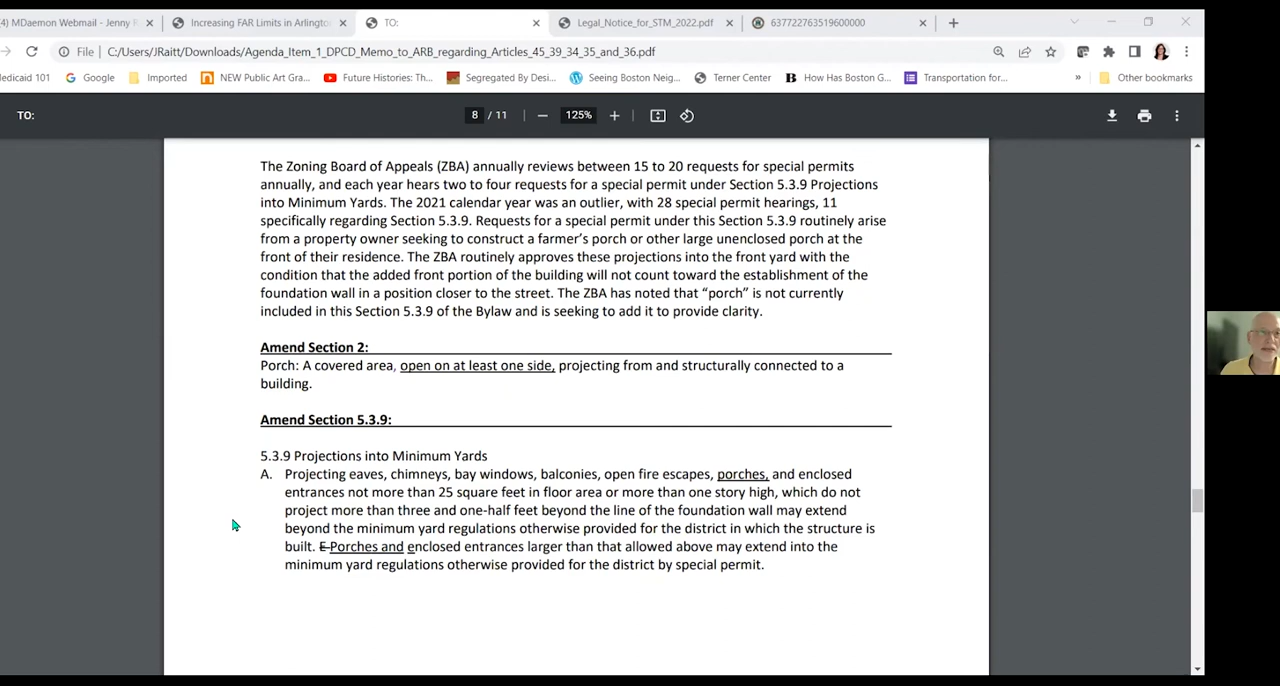 4) MDaemon Webmail - Jenny R
Increasing FAR Limits in Arlingto
TO:
Legal_Notice_for_STM_2022.pdf
637722763519600000
File
C:/Users/JRaitt/Downloads/Agenda_Item_1_DPCD_Memo_to_ARB_regarding_Articles_45_39_34_35_and_36.pdf
edicaid 101
Google
Imported
NEW Public Art Gra...
Future Histories: Th...
Segregated By Desi...
Seeing Boston Neig...
Terner Center
How Has Boston G...
Transportation for...
»
Other bookmarks
TO:
8 / 11
125%
The Zoning Board of Appeals (ZBA) annually reviews between 15 to 20 requests for special permits
annually, and each year hears two to four requests for a special permit under Section 5.3.9 Projections
into Minimum Yards. The 2021 calendar year was an outlier, with 28 special permit hearings, 11
specifically regarding Section 5.3.9. Requests for a special permit under this Section 5.3.9 routinely arise
from a property owner seeking to construct a farmer's porch or other large unenclosed porch at the
front of their residence. The ZBA routinely approves these projections into the front yard with the
condition that the added front portion of the building will not count toward the establishment of the
foundation wall in a position closer to the street. The ZBA has noted that “porch” is not currently
included in this Section 5.3.9 of the Bylaw and is seeking to add it to provide clarity.
Amend Section 2:
Porch: A covered area, open on at least one side, projecting from and structurally connected to a
building.
Amend Section 5.3.9:
5.3.9 Projections into Minimum Yards
A. Projecting eaves, chimneys, bay windows, balconies, open fire escapes, porches, and enclosed
entrances not more than 25 square feet in floor area or more than one story high, which do not
project more than three and one-half feet beyond the line of the foundation wall may extend
beyond the minimum yard regulations otherwise provided for the district in which the structure is
built. E Porches and enclosed entrances larger than that allowed above may extend into the
minimum yard regulations otherwise provided for the district by special permit.